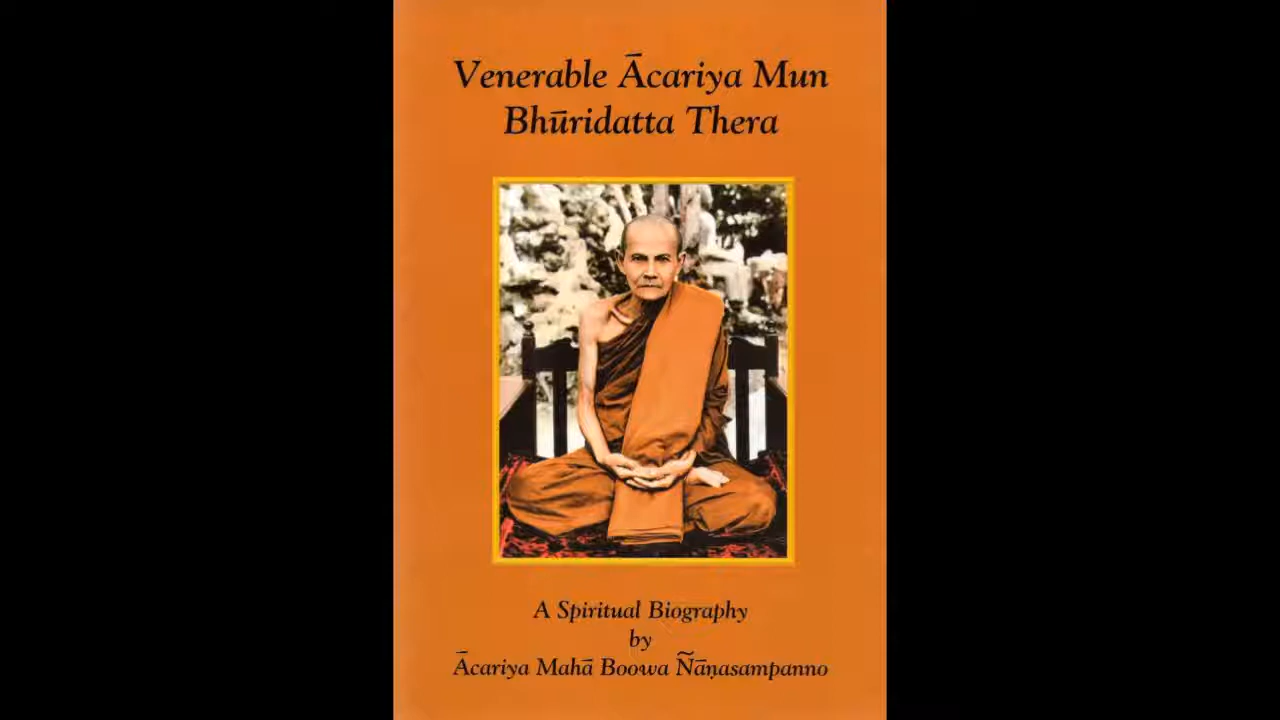 Venerable Ācariya Mun
Bhūridatta Thera
A Spiritual Biography
by
Ācariya Mahā Boowa Ñāṇasampanno